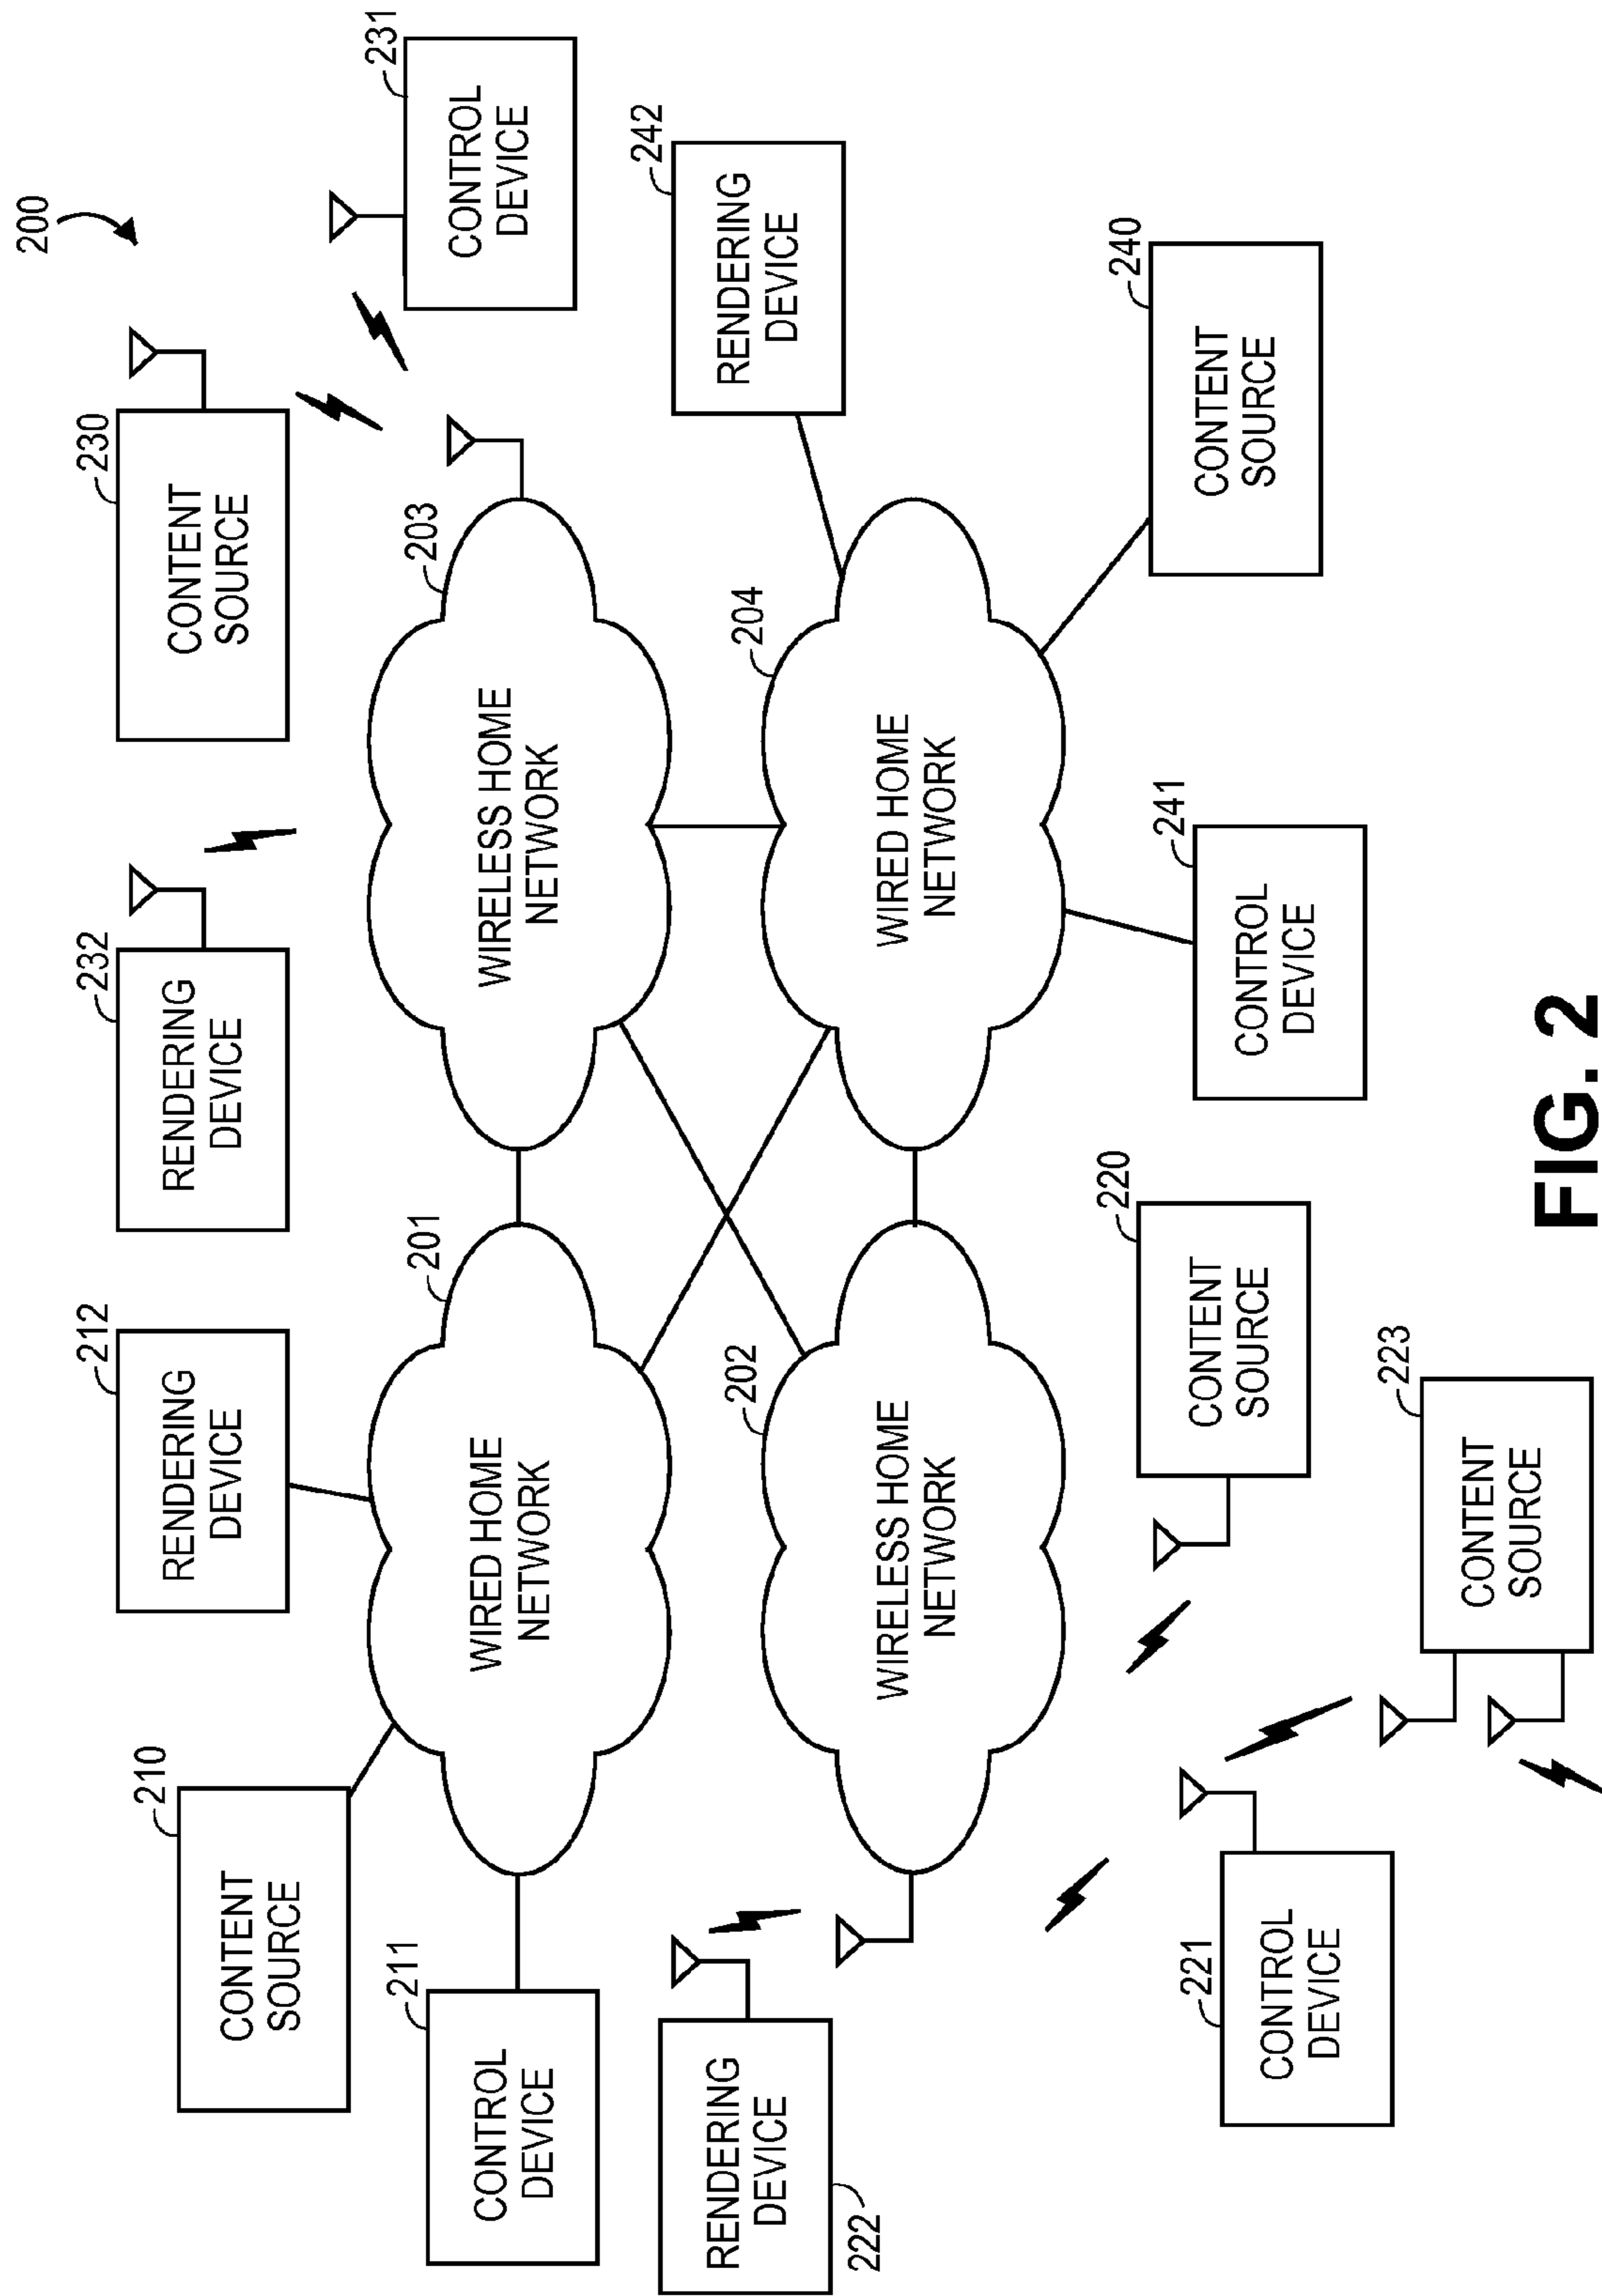 200
210
CONTENT
SOURCE
212
RENDERING
DEVICE
232
RENDERING
DEVICE
230
CONTENT
SOURCE
211
CONTROL
DEVICE
201
WIRED HOME
NETWORK
203
WIRELESS HOME
NETWORK
231
CONTROL
DEVICE
222
RENDERING
DEVICE
202
WIRELESS HOME
NETWORK
204
WIRED HOME
NETWORK
242
RENDERING
DEVICE
221
CONTROL
DEVICE
220
CONTENT
SOURCE
241
CONTROL
DEVICE
240
CONTENT
SOURCE
223
CONTENT
SOURCE
FIG. 2